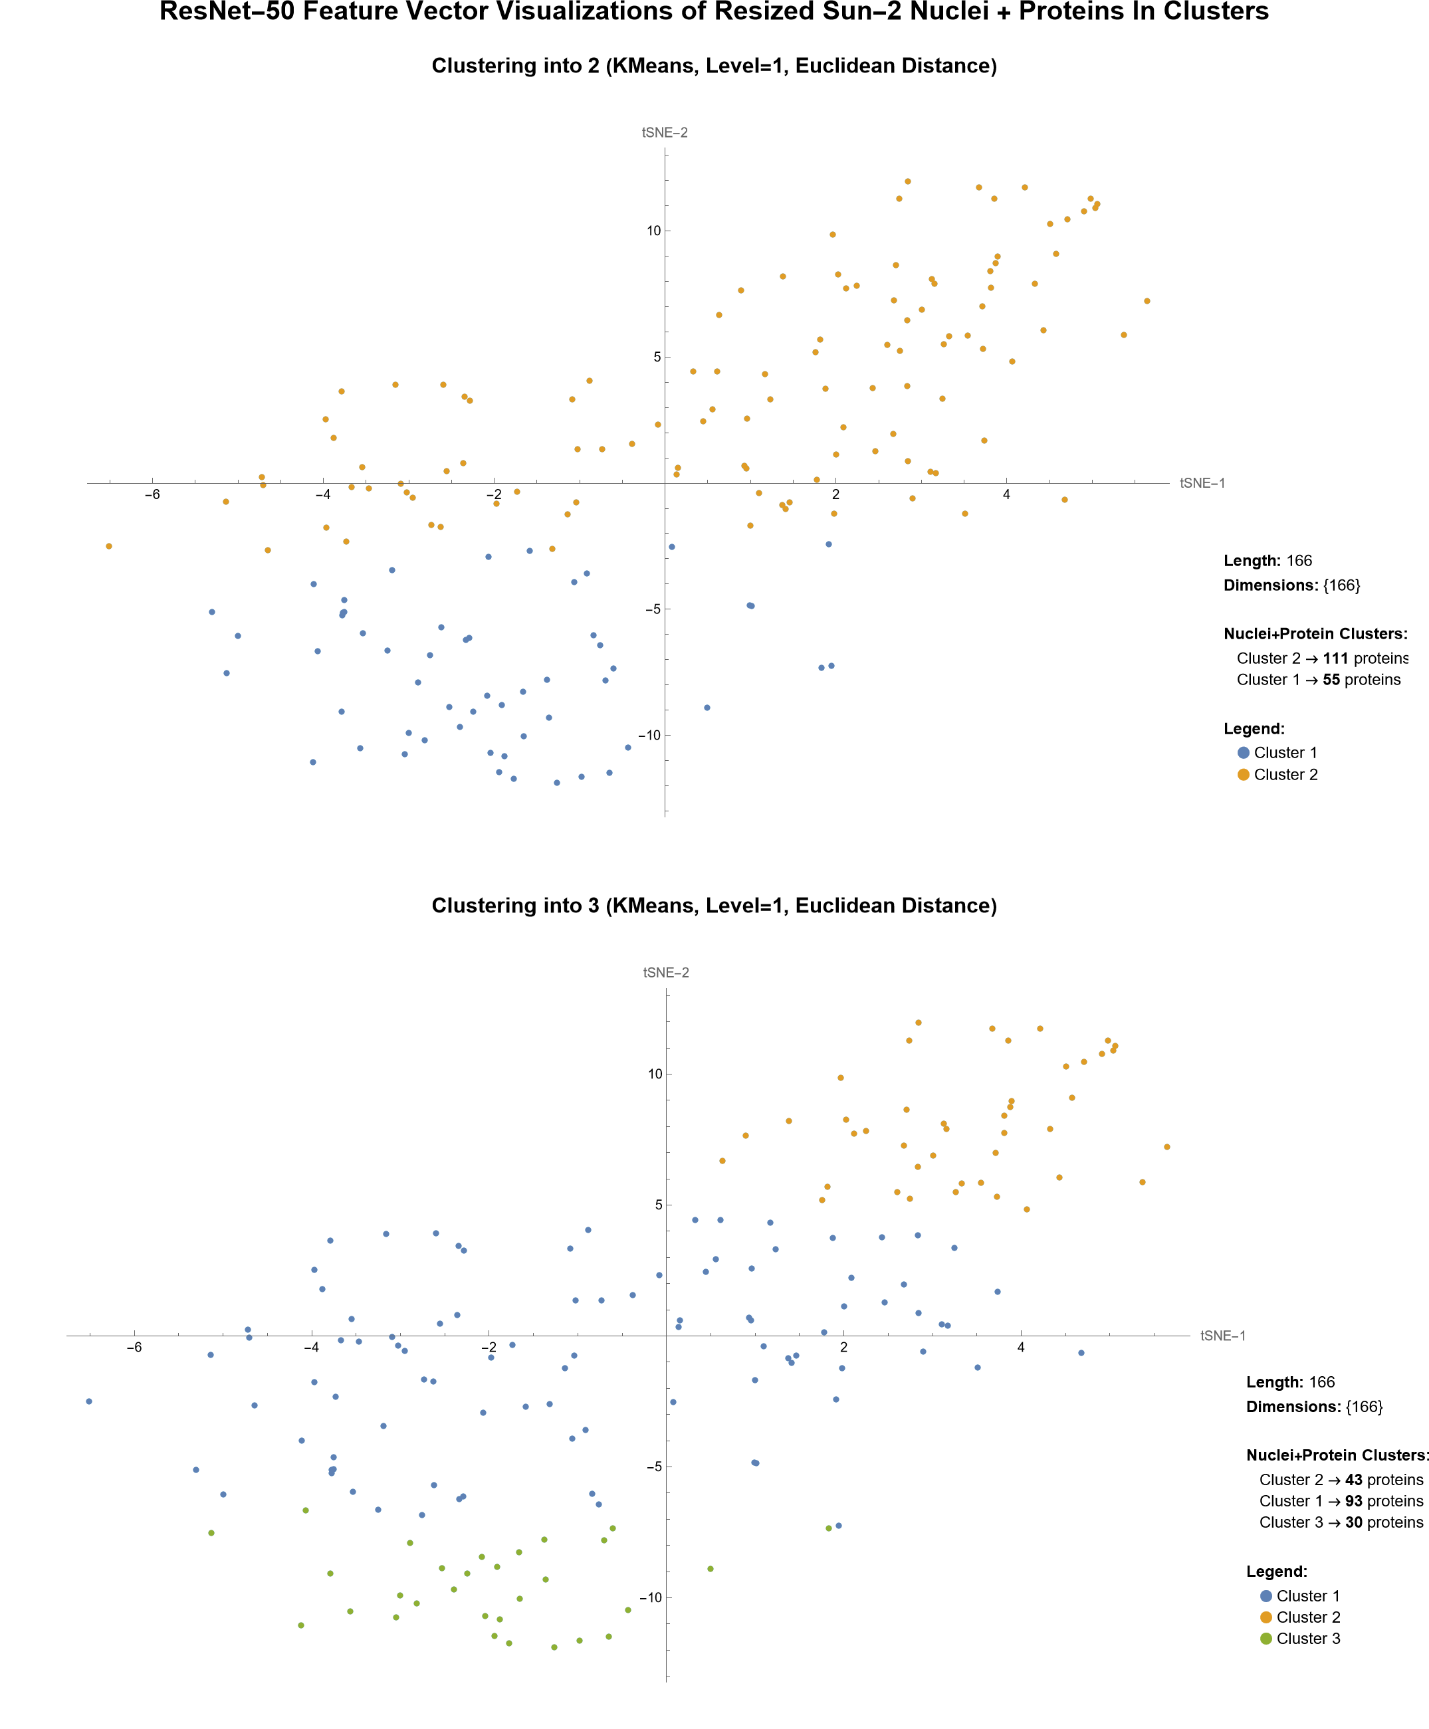 ResNet−50 Feature Vector Visualizations of Resized Sun−2 Nuclei + Proteins In Clusters
Clustering into 2 (KMeans, Level=1, Euclidean Distance)
tSNE−2
10
5
−6
−4
−2
2
4
tSNE−1
−5
−10
Length: 166
Dimensions: {166}
Nuclei+Protein Clusters:
Cluster 2 → 111 proteins
Cluster 1 → 55 proteins
Legend:
Cluster 1
Cluster 2
Clustering into 3 (KMeans, Level=1, Euclidean Distance)
tSNE−2
10
5
−6
−4
−2
2
4
tSNE−1
−5
−10
Length: 166
Dimensions: {166}
Nuclei+Protein Clusters:
Cluster 2 → 43 proteins
Cluster 1 → 93 proteins
Cluster 3 → 30 proteins
Legend:
Cluster 1
Cluster 2
Cluster 3